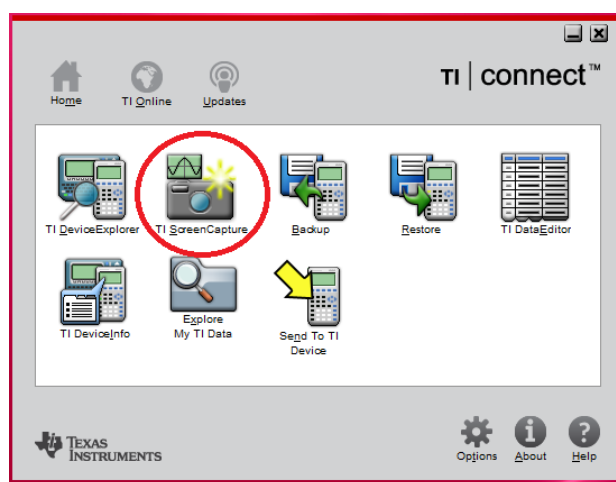 TI | connect™
Home TI Online Updates
TI DeviceExplorer TI ScreenCapture Backup Restore TI DataEditor
TI DeviceInfo Explore My TI Data Send To TI Device
TEXAS INSTRUMENTS
Options About Help